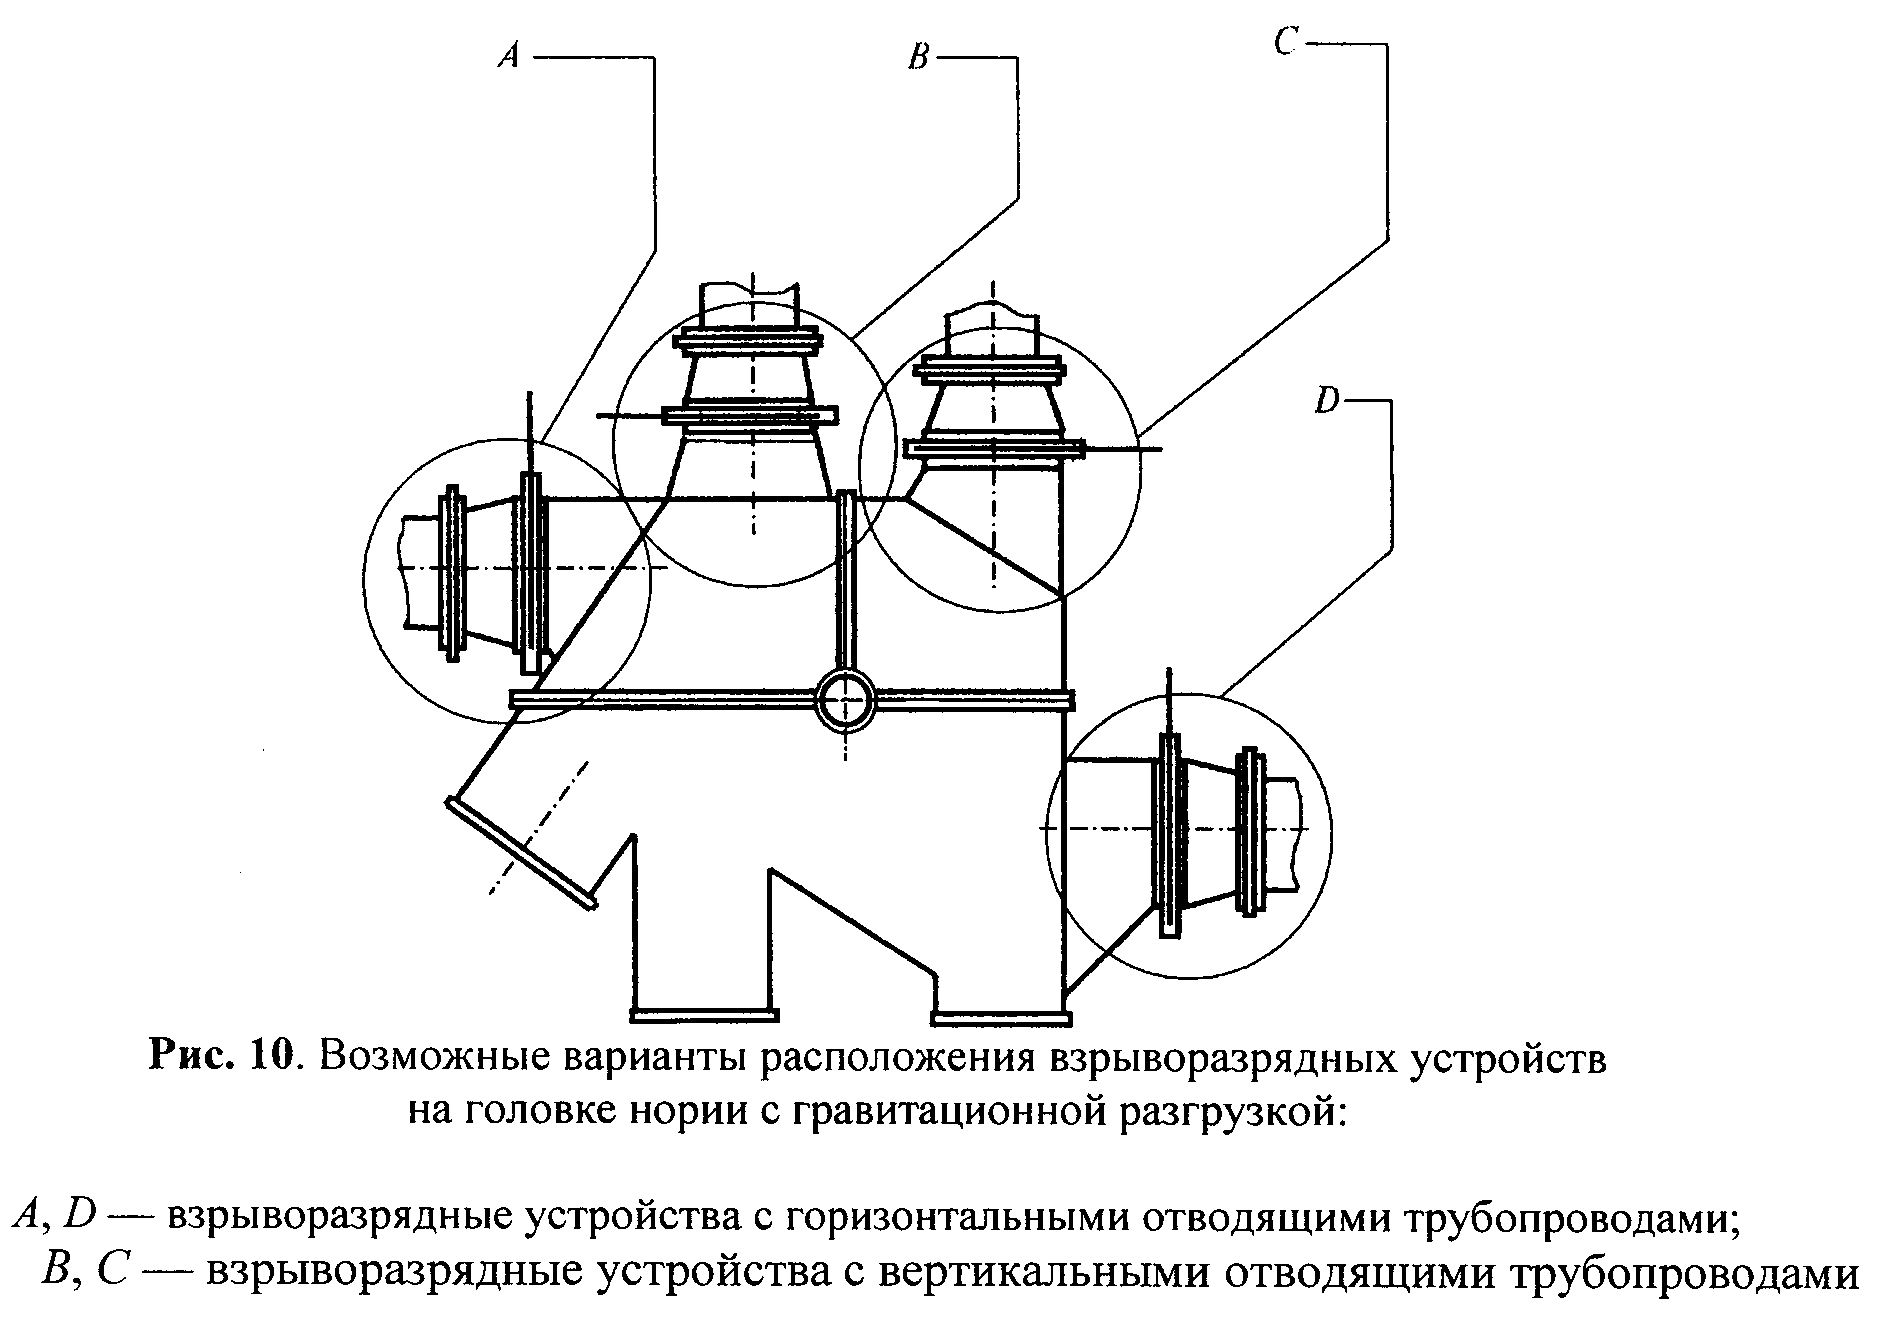 A
B
C
D
Рис. 10. Возможные варианты расположения взрыворазрядных устройств
на головке нории с гравитационной разгрузкой:
A, D — взрыворазрядные устройства с горизонтальными отводящими трубопроводами;
B, C — взрыворазрядные устройства с вертикальными отводящими трубопроводами